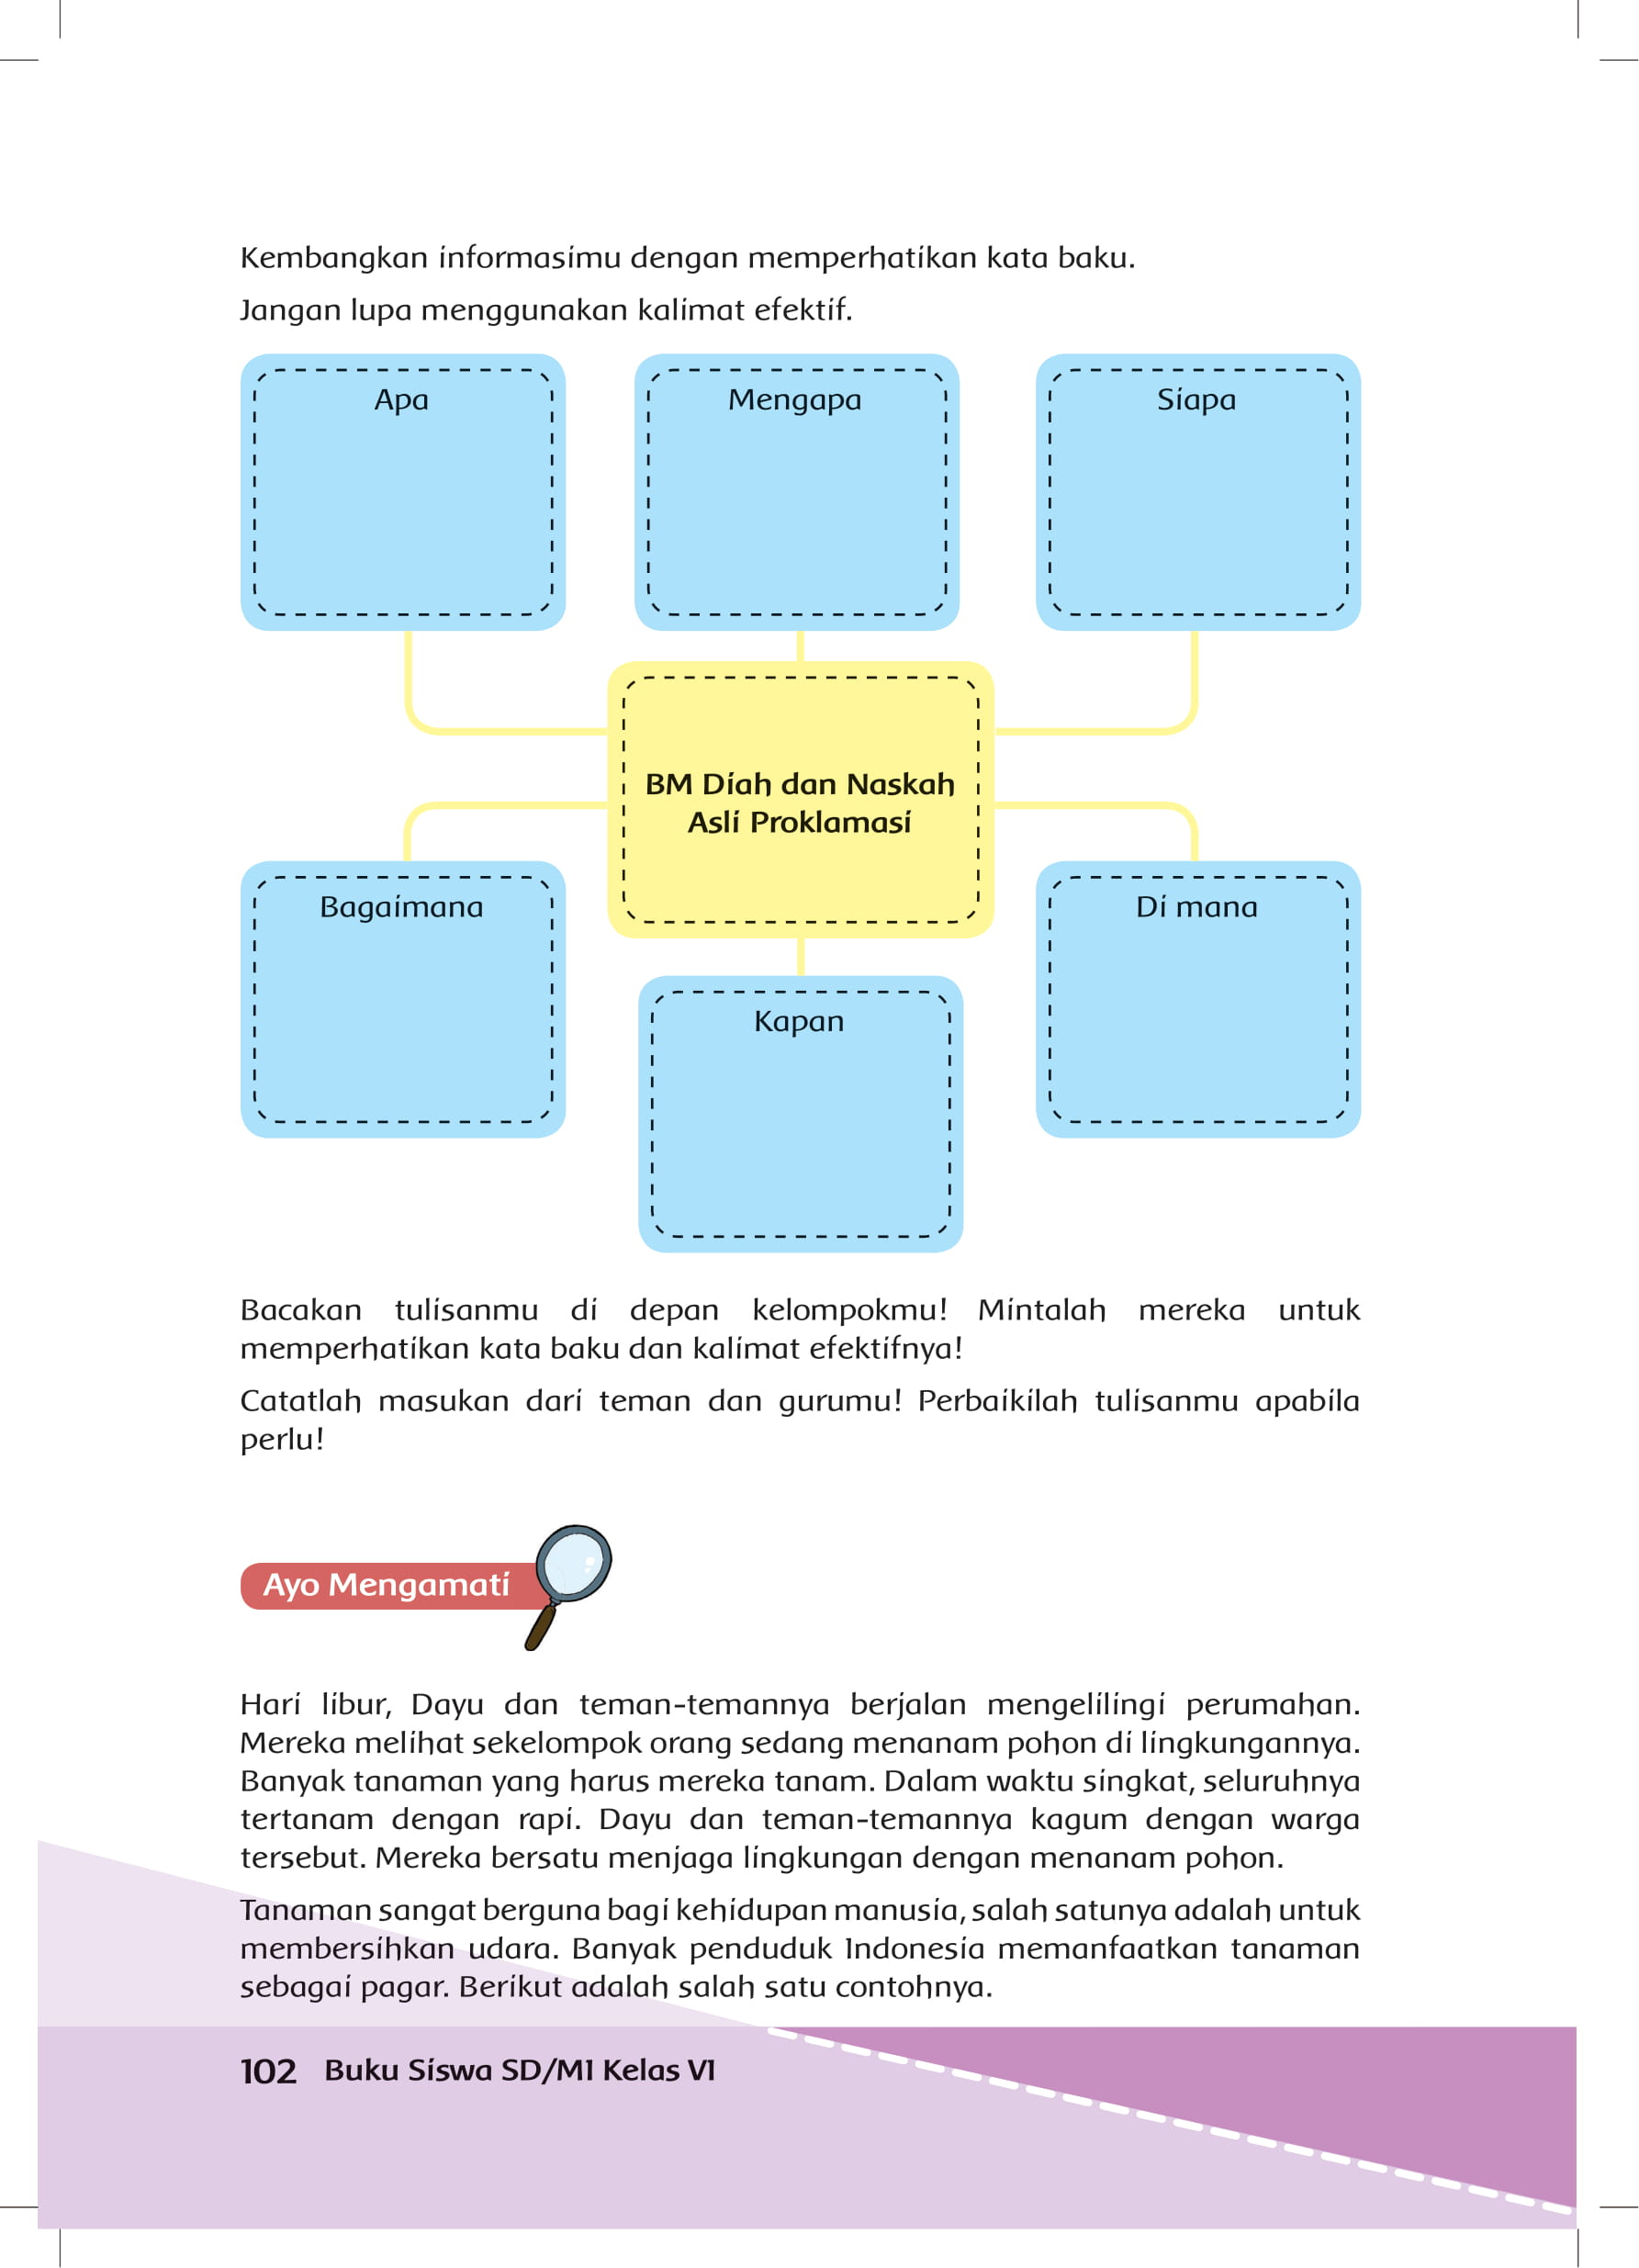 Kembangkan informasimu dengan memperhatikan kata baku.
Jangan lupa menggunakan kalimat efektif.
Apa
Mengapa
Siapa
BM Diah dan Naskah
Asli Proklamasi
Bagaimana
Di mana
Kapan
Bacakan tulisanmu di depan kelompokmu! Mintalah mereka untuk
memperhatikan kata baku dan kalimat efektifnya!
Catatlah masukan dari teman dan gurumu! Perbaikilah tulisanmu apabila
perlu!
Ayo Mengamati
Hari libur, Dayu dan teman-temannya berjalan mengelilingi perumahan.
Mereka melihat sekelompok orang sedang menanam pohon di lingkungannya.
Banyak tanaman yang harus mereka tanam. Dalam waktu singkat, seluruhnya
tertanam dengan rapi. Dayu dan teman-temannya kagum dengan warga
tersebut. Mereka bersatu menjaga lingkungan dengan menanam pohon.
Tanaman sangat berguna bagi kehidupan manusia, salah satunya adalah untuk
membersihkan udara. Banyak penduduk Indonesia memanfaatkan tanaman
sebagai pagar. Berikut adalah salah satu contohnya.
102 Buku Siswa SD/MI Kelas VI